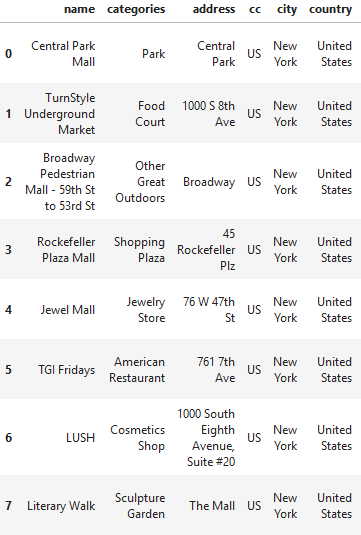 name categories address cc city country
0 Central Park Mall Park Central Park US New York United States
1 TurnStyle Underground Market Food Court 1000 S 8th Ave US New York United States
2 Broadway Pedestrian Mall - 59th St to 53rd St Other Great Outdoors Broadway US New York United States
3 Rockefeller Plaza Mall Shopping Plaza 45 Rockefeller Plz US New York United States
4 Jewel Mall Jewelry Store 76 W 47th St US New York United States
5 TGI Fridays American Restaurant 761 7th Ave US New York United States
6 LUSH Cosmetics Shop 1000 South Eighth Avenue, Suite #20 US New York United States
7 Literary Walk Sculpture Garden The Mall US New York United States